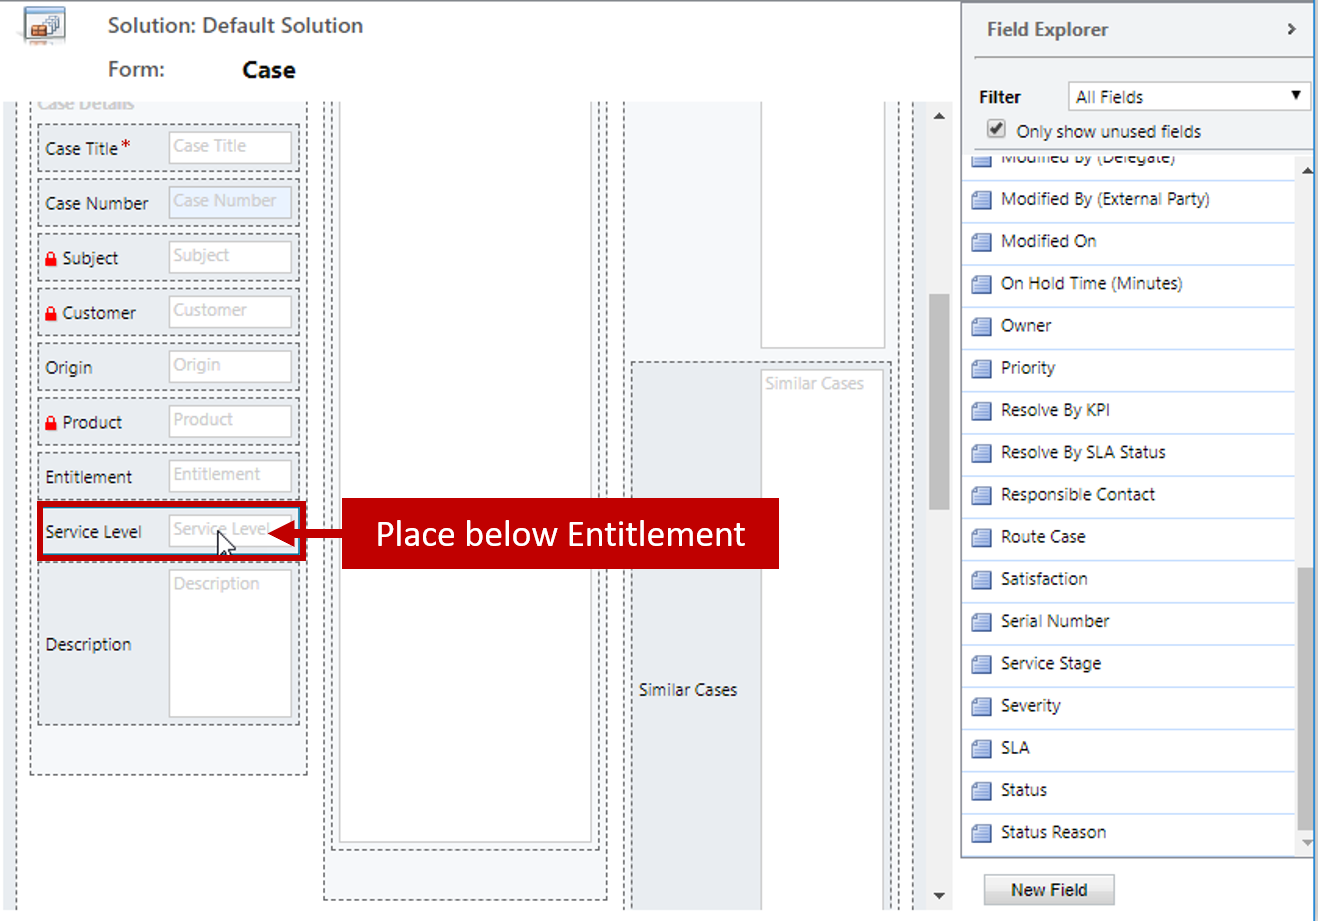 Solution: Default Solution
Form: Case
Case Details
Case Title* Case Title
Case Number Case Number
Subject Subject
Customer Customer
Origin Origin
Product Product
Entitlement Entitlement
Service Level Service Level
Place below Entitlement
Description
Description
Similar Cases
Similar Cases
Field Explorer
Filter All Fields
Only show unused fields
Modified By (Delegate)
Modified By (External Party)
Modified On
On Hold Time (Minutes)
Owner
Priority
Resolve By KPI
Resolve By SLA Status
Responsible Contact
Route Case
Satisfaction
Serial Number
Service Stage
Severity
SLA
Status
Status Reason
New Field